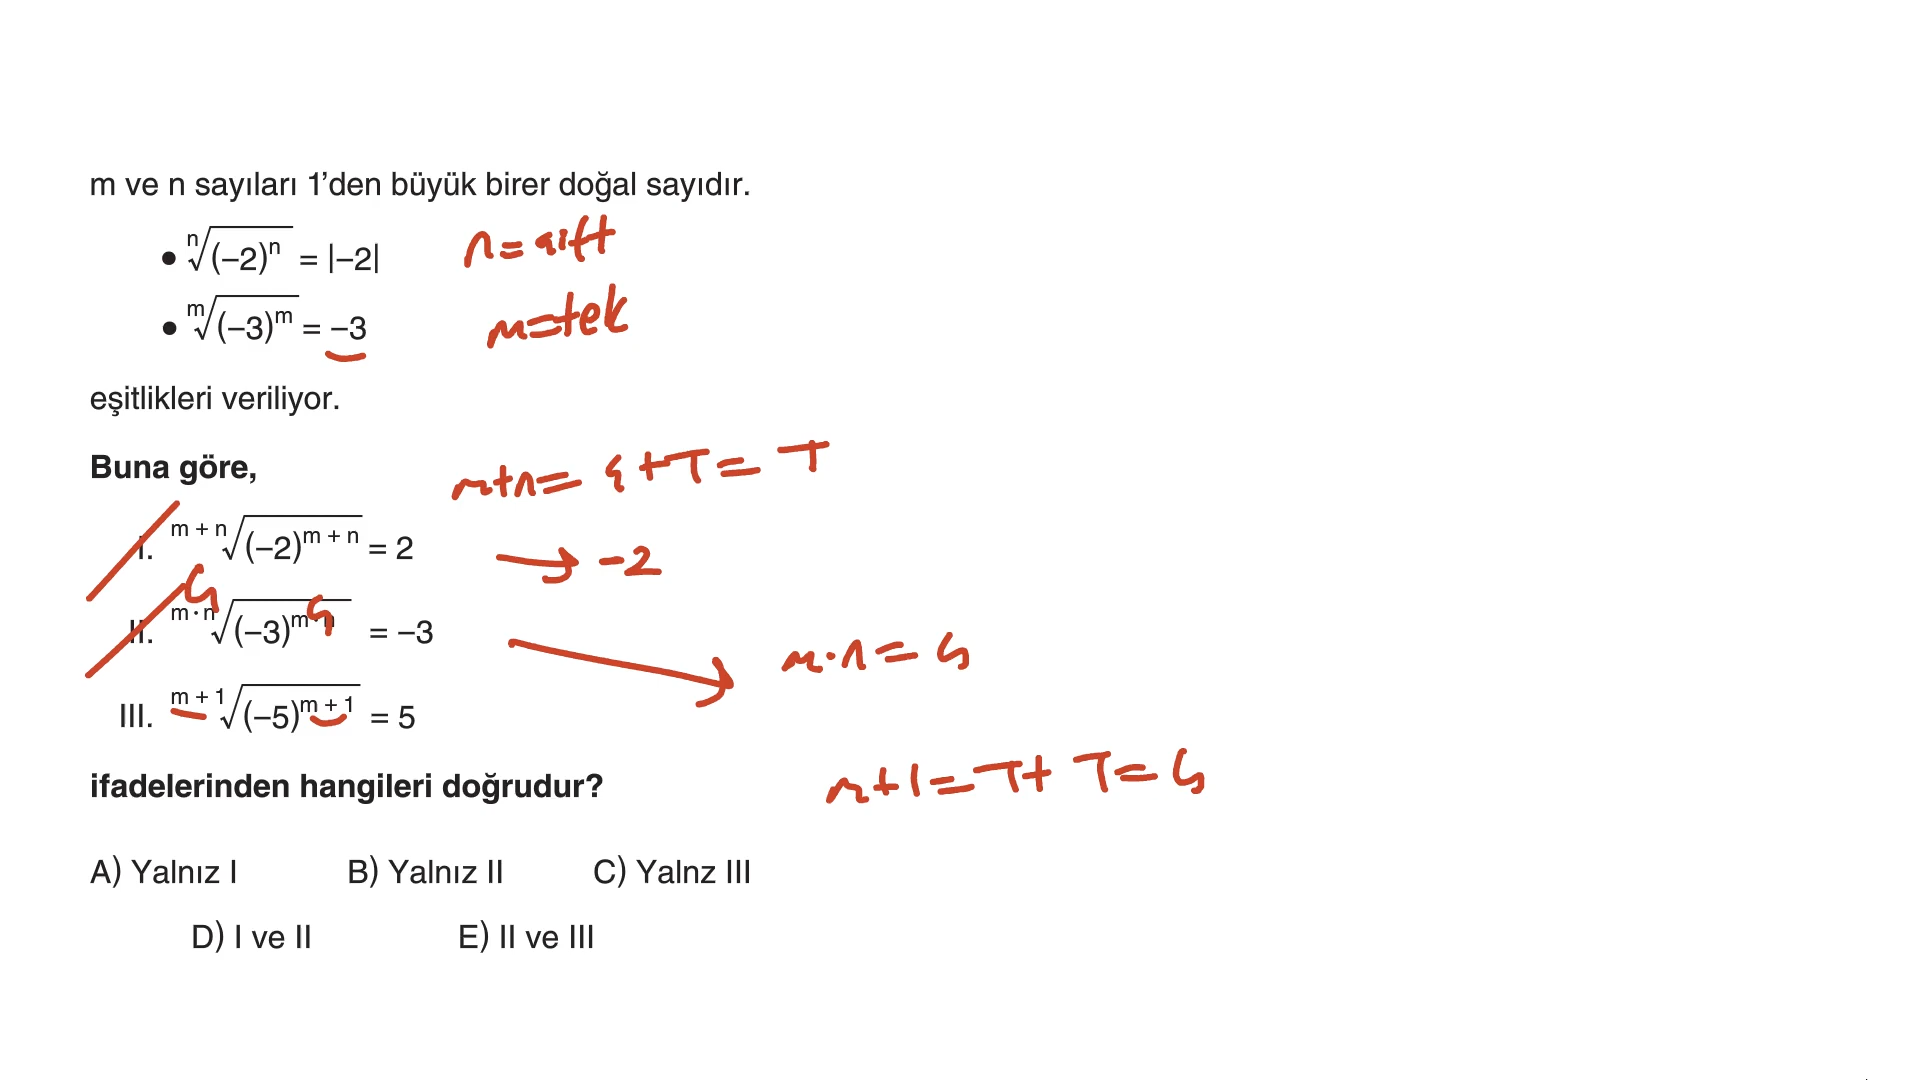 m ve n sayıları 1’den büyük birer doğal sayıdır.
• ⁿ√(–2)ⁿ = |–2| n = çift
• ᵐ√(–3)ᵐ = –3 m = tek
eşitlikleri veriliyor.
Buna göre,
m+n = ç + T = T
I. ᵐ ⁺ ⁿ√(–2)ᵐ ⁺ ⁿ = 2 → -2
Ç Ç
II. ᵐ · ⁿ√(–3)ᵐ · ⁿ = –3 → m·n = Ç
III. ᵐ ⁺ ¹√(–5)ᵐ ⁺ ¹ = 5
m+1 = T + T = Ç
ifadelerinden hangileri doğrudur?
A) Yalnız I B) Yalnız II C) Yalnz III
D) I ve II E) II ve III